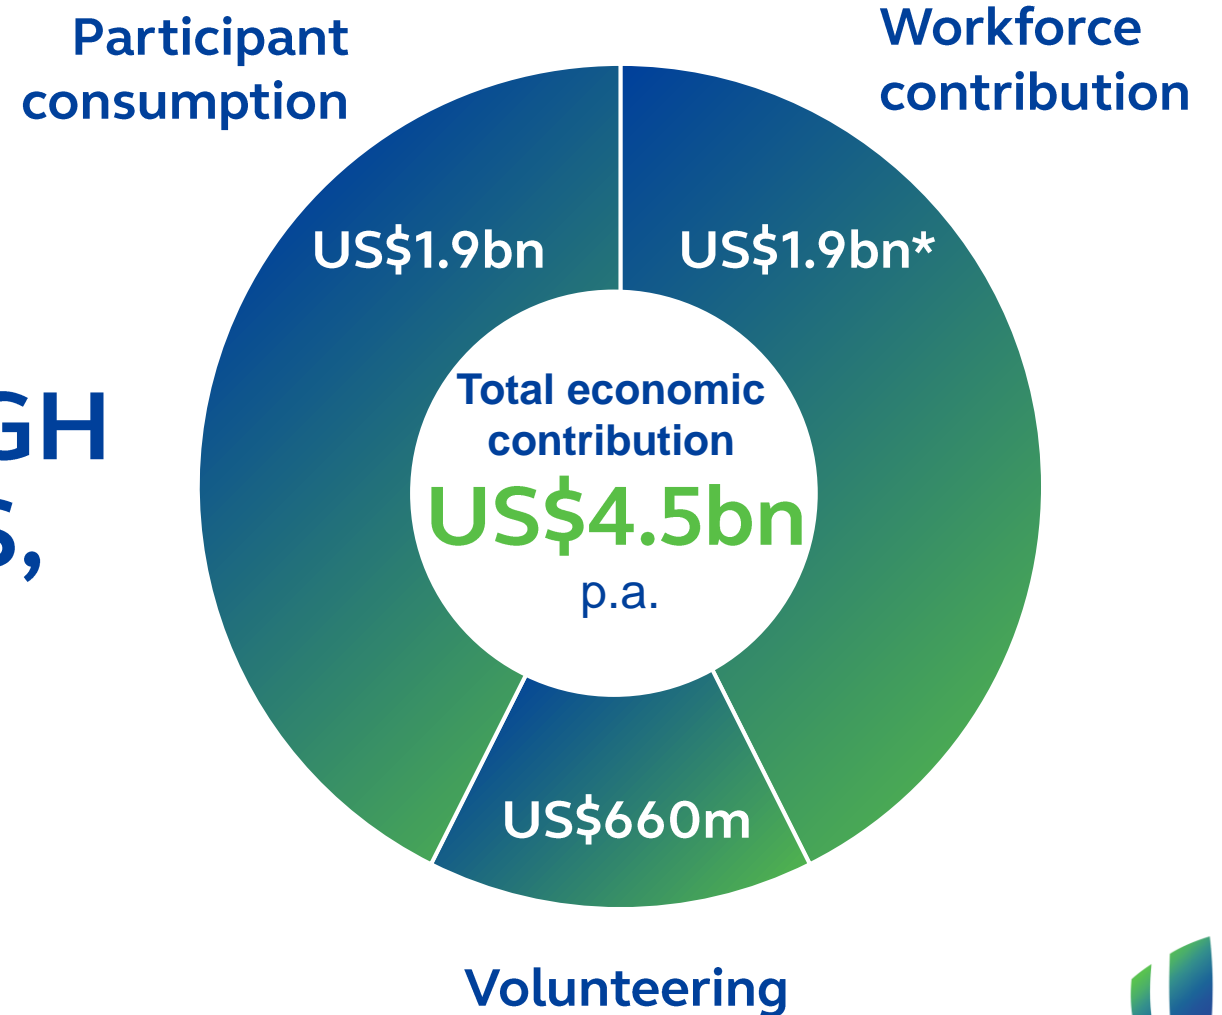 Participant
consumption
Workforce
contribution
US$1.9bn
US$1.9bn*
GH
S,
Total economic
contribution
US$4.5bn
p.a.
US$660m
Volunteering